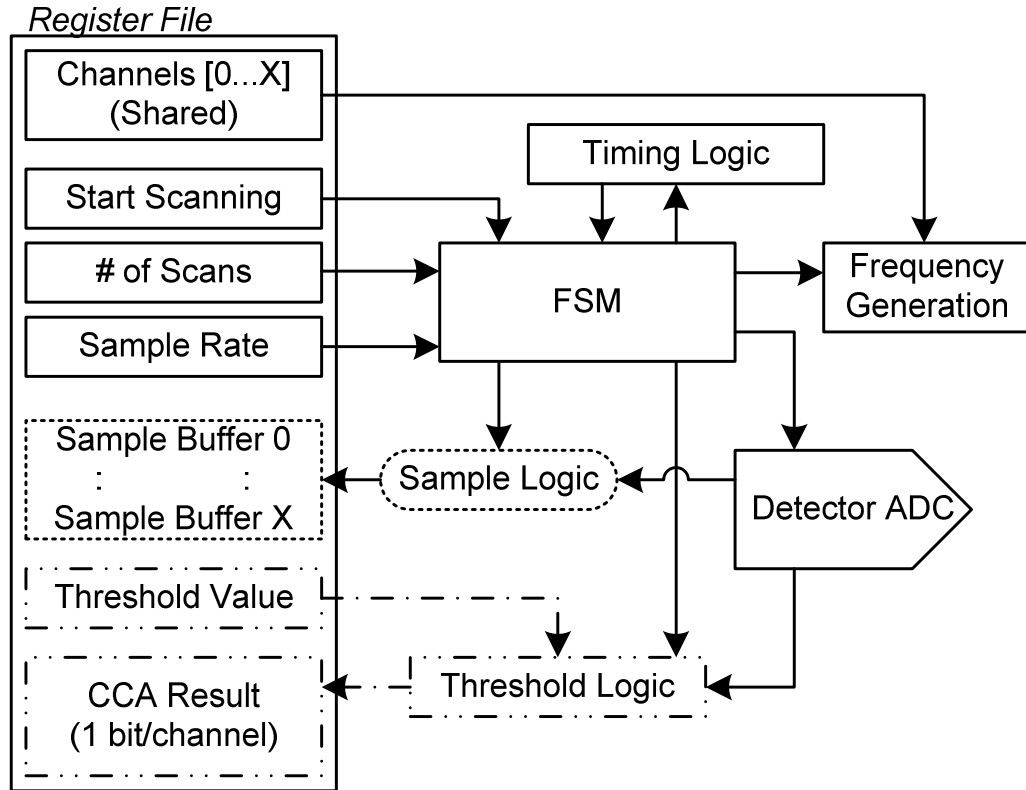 Register File
Channels [0...X]
(Shared)
Timing Logic
Start Scanning
# of Scans
FSM
Frequency
Generation
Sample Rate
Sample Buffer 0
: :
Sample Buffer X
Sample Logic
Detector ADC
Threshold Value
CCA Result
(1 bit/channel)
Threshold Logic